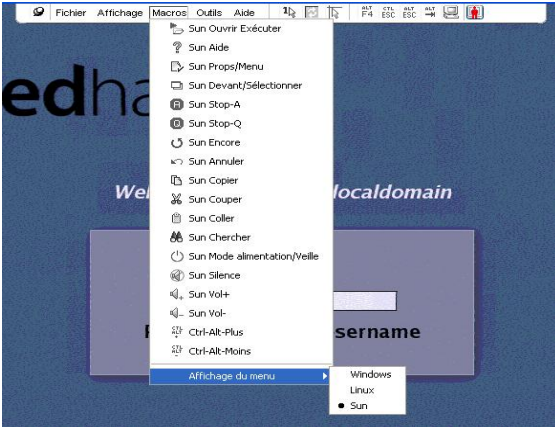 Fichier Affichage Macros Outils Aide ALT F4 CTL ESC ALT ESC ALT
Sun Ouvrir Exécuter
Sun Aide
Sun Props/Menu
Sun Devant/Sélectionner
Sun Stop-A
Sun Stop-Q
Sun Encore
Sun Annuler
Sun Copier
Sun Couper
Sun Coller
Sun Chercher
Sun Mode alimentation/Veille
Sun Silence
Sun Vol+
Sun Vol-
Ctrl-Alt-Plus
Ctrl-Alt-Moins
Affichage du menu
Windows
Linux
Sun
edha
Wel localdomain
sername